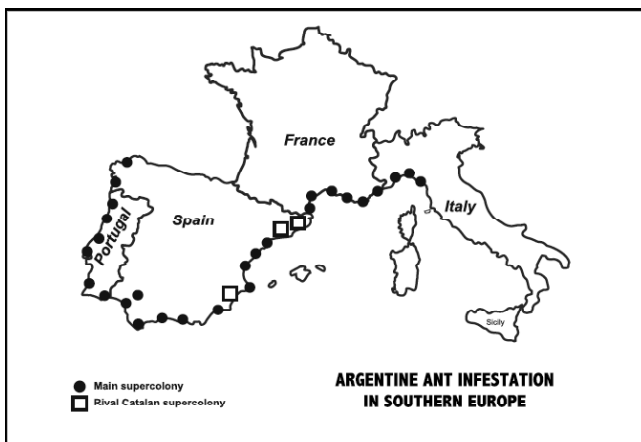 France
Italy
Spain
Portugal
Sicily
Main supercolony
Rival Catalan supercolony
ARGENTINE ANT INFESTATION
IN SOUTHERN EUROPE